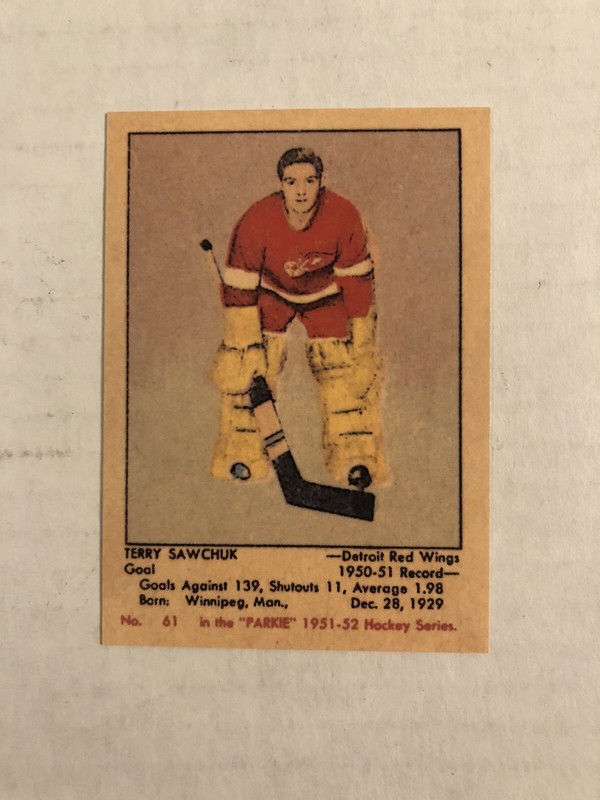 TERRY SAWCHUK —Detroit Red Wings
Goal 1950-51 Record—
Goals Against 139, Shutouts 11, Average 1.98
Born: Winnipeg, Man., Dec. 28, 1929
No. 61 in the "PARKIE" 1951-52 Hockey Series.